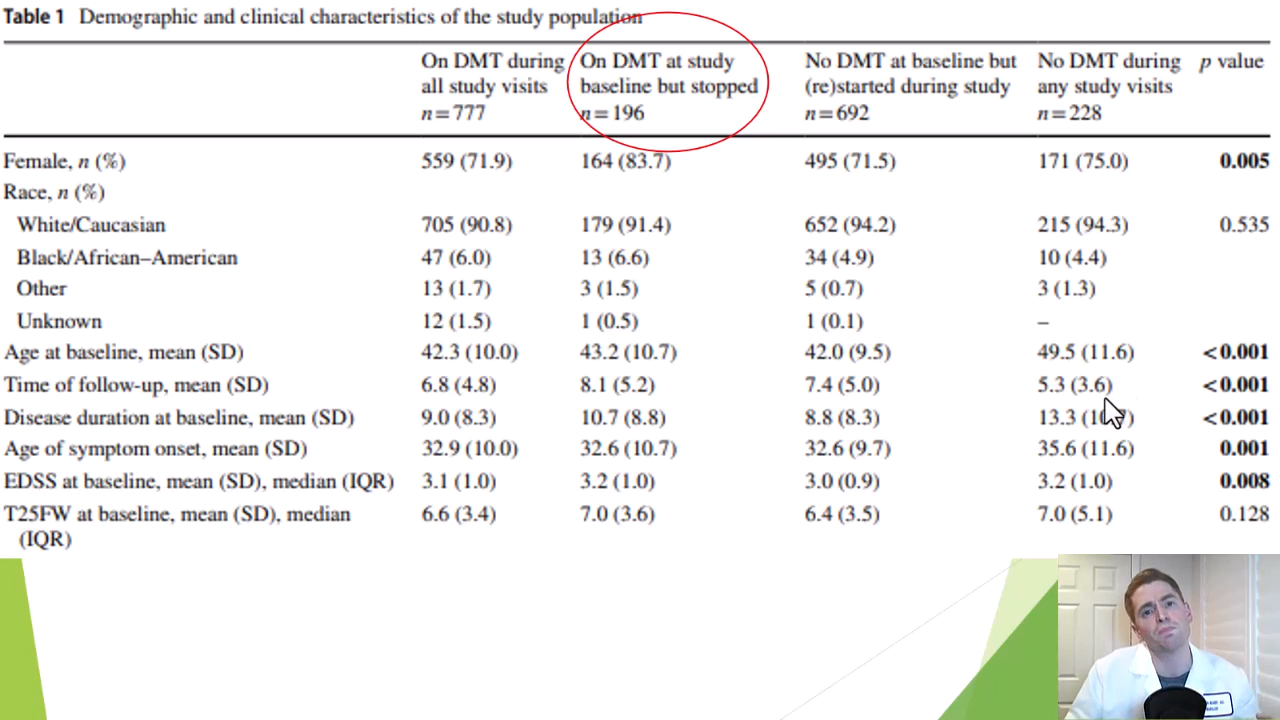 Table 1 Demographic and clinical characteristics of the study population
On DMT during all study visits n=777
On DMT at study baseline but stopped n=196
No DMT at baseline but (re)started during study n=692
No DMT during any study visits n=228
p value
Female, n (%) 559 (71.9) 164 (83.7) 495 (71.5) 171 (75.0) 0.005
Race, n (%)
White/Caucasian 705 (90.8) 179 (91.4) 652 (94.2) 215 (94.3) 0.535
Black/African–American 47 (6.0) 13 (6.6) 34 (4.9) 10 (4.4)
Other 13 (1.7) 3 (1.5) 5 (0.7) 3 (1.3)
Unknown 12 (1.5) 1 (0.5) 1 (0.1) –
Age at baseline, mean (SD) 42.3 (10.0) 43.2 (10.7) 42.0 (9.5) 49.5 (11.6) <0.001
Time of follow-up, mean (SD) 6.8 (4.8) 8.1 (5.2) 7.4 (5.0) 5.3 (3.6) <0.001
Disease duration at baseline, mean (SD) 9.0 (8.3) 10.7 (8.8) 8.8 (8.3) 13.3 <0.001
Age of symptom onset, mean (SD) 32.9 (10.0) 32.6 (10.7) 32.6 (9.7) 35.6 (11.6) 0.001
EDSS at baseline, mean (SD), median (IQR) 3.1 (1.0) 3.2 (1.0) 3.0 (0.9) 3.2 (1.0) 0.008
T25FW at baseline, mean (SD), median 6.6 (3.4) 7.0 (3.6) 6.4 (3.5) 7.0 (5.1) 0.128
(IQR)